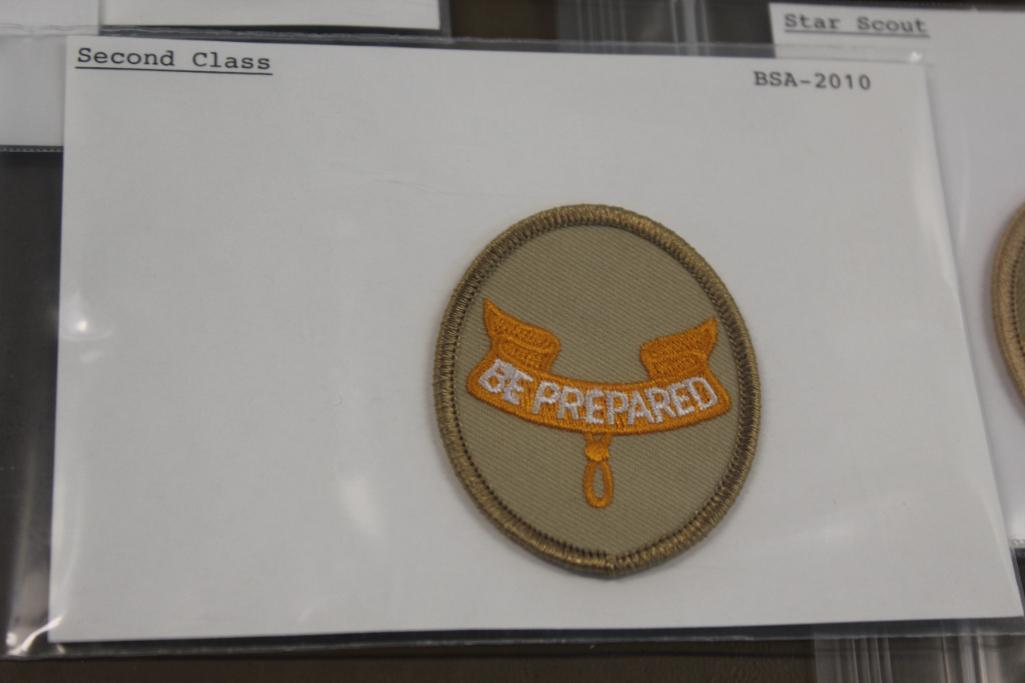 Second Class
BSA-2010
Star Scout
BE PREPARED